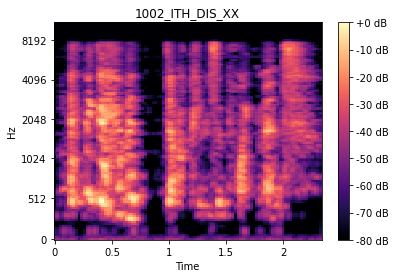 1002_ITH_DIS_XX
8192
4096
2048
1024
512
0
Hz
0
0.5
1
1.5
2
Time
+0 dB
-10 dB
-20 dB
-30 dB
-40 dB
-50 dB
-60 dB
-70 dB
-80 dB